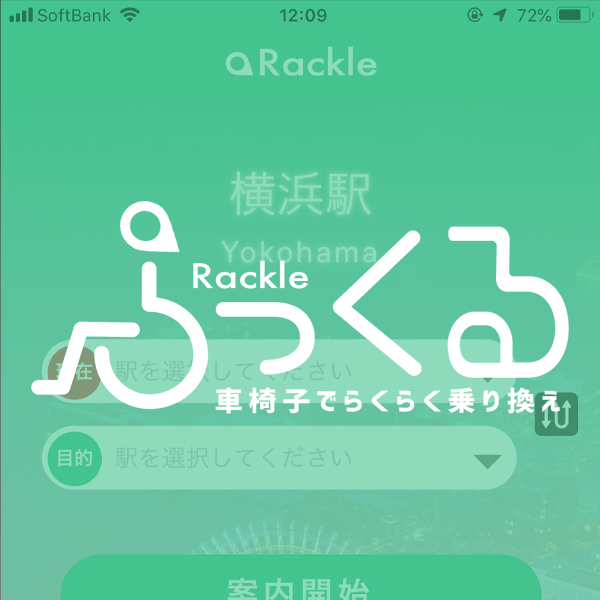 SoftBank 12:09 72%
Rackle
横浜駅
Yokohama
Rackle
らっくる
現在 駅を選択してください
車椅子でらくらく乗り換え
目的 駅を選択してください
案内開始